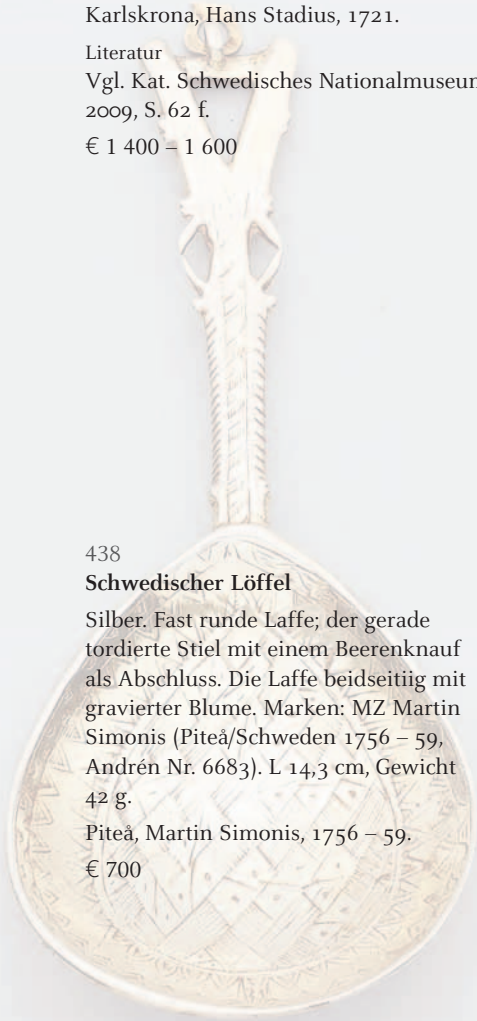 Karlskrona, Hans Stadius, 1721.
Literatur
Vgl. Kat. Schwedisches Nationalmuseum
2009, S. 62 f.
€ 1 400 – 1 600
438
Schwedischer Löffel
Silber. Fast runde Laffe; der gerade
tordierte Stiel mit einem Beerenknauf
als Abschluss. Die Laffe beidseitiig mit
gravierter Blume. Marken: MZ Martin
Simonis (Piteå/Schweden 1756 – 59,
Andrén Nr. 6683). L 14,3 cm, Gewicht
42 g.
Piteå, Martin Simonis, 1756 – 59.
€ 700